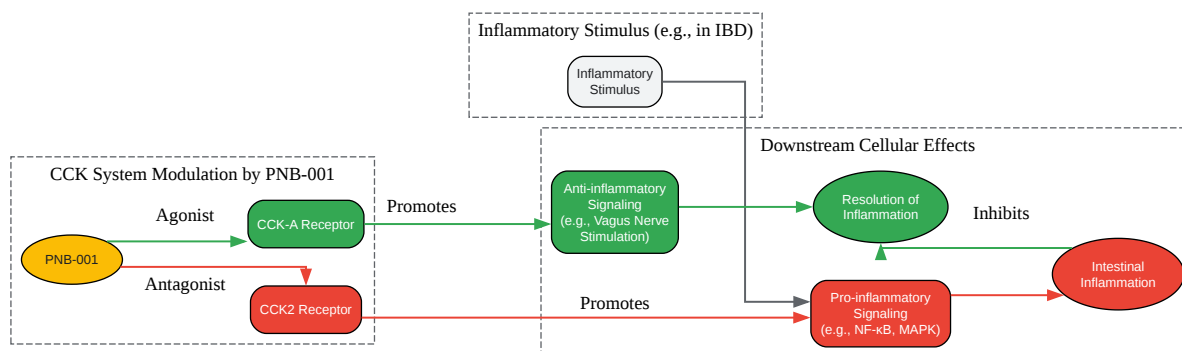 Inflammatory Stimulus (e.g., in IBD)
Inflammatory
Stimulus
Downstream Cellular Effects
CCK System Modulation by PNB-001
Agonist
CCK-A Receptor
PNB-001
Antagonist
CCK2 Receptor
Promotes
Anti-inflammatory
Signaling
(e.g., Vagus Nerve
Stimulation)
Resolution of
Inflammation
Inhibits
Intestinal
Inflammation
Promotes
Pro-inflammatory
Signaling
(e.g., NF-κB, MAPK)